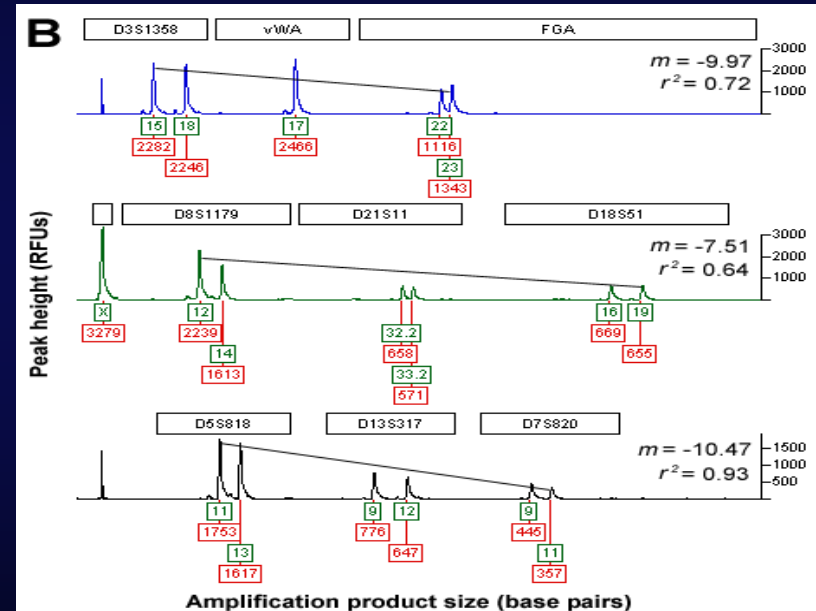 B
D3S1358 vWA FGA
m = -9.97
r² = 0.72
3000
2000
1000
15 18 17 22
2282 2466 1116
2246 23
1343
D8S1179 D21S11 D18S51
m = -7.51
r² = 0.64
3000
2000
1000
X 12 32.2 16 19
3279 2239 658 669
14 33.2 655
1613 571
D5S818 D13S317 D7S820
m = -10.47
r² = 0.93
1500
1000
500
11 9 12 9
1753 776 445
13 647 11
1617 357
Peak height (RFUs)
Amplification product size (base pairs)